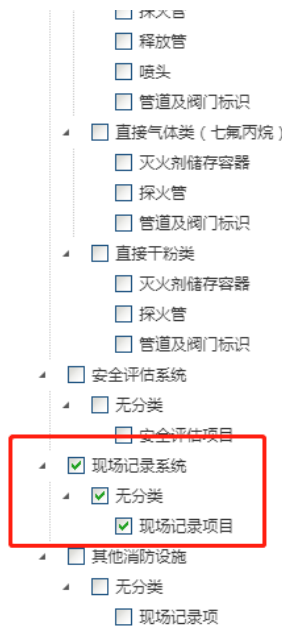 探火管
释放管
喷头
管道及阀门标识
直接气体类（七氟丙烷）
灭火剂储存容器
探火管
管道及阀门标识
直接干粉类
灭火剂储存容器
探火管
管道及阀门标识
安全评估系统
无分类
安全评估项目
现场记录系统
无分类
现场记录项目
其他消防设施
无分类
现场记录项